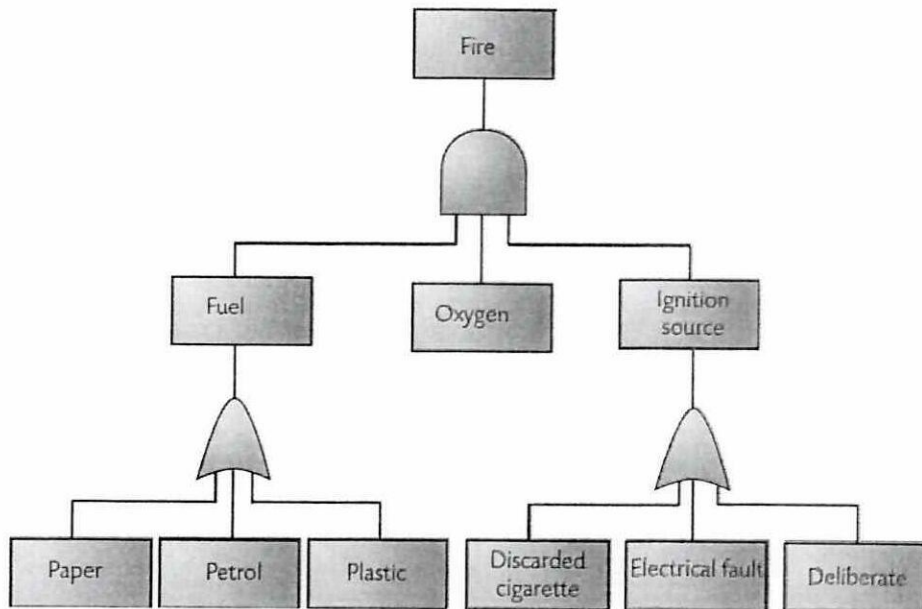 Fire
Fuel
Oxygen
Ignition
source
Paper
Petrol
Plastic
Discarded
cigarette
Electrical fault
Deliberate